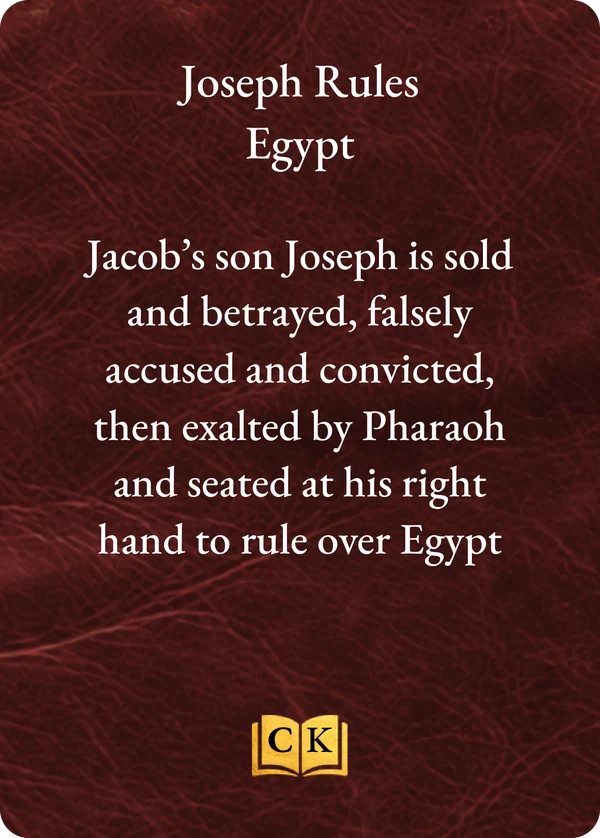 Joseph Rules
Egypt
Jacob’s son Joseph is sold
and betrayed, falsely
accused and convicted,
then exalted by Pharaoh
and seated at his right
hand to rule over Egypt
C K